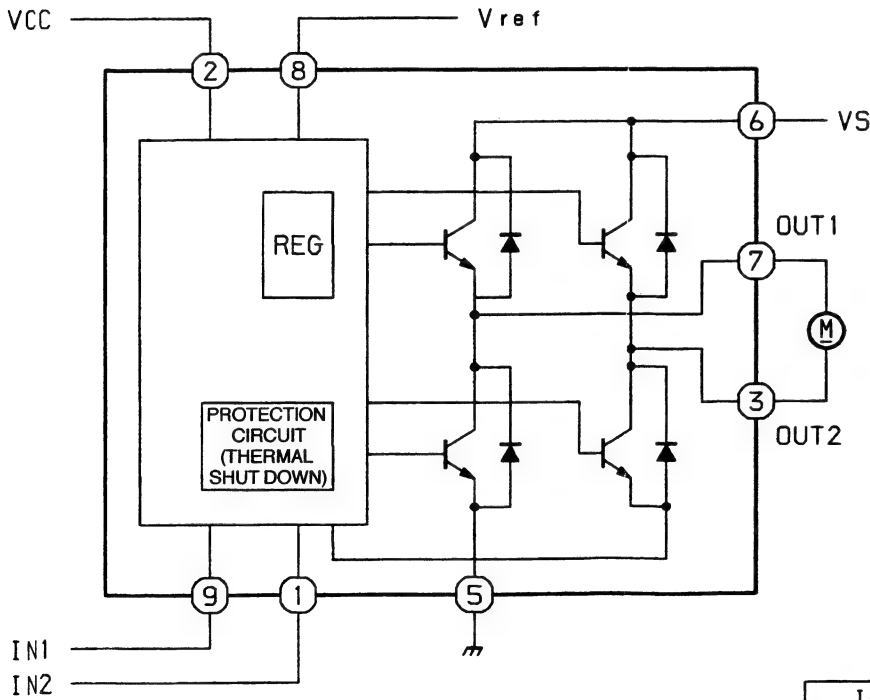 VCC
Vref
2
8
6
VS
REG
OUT1
7
M
3
OUT2
PROTECTION
CIRCUIT
(THERMAL
SHUT DOWN)
9
1
5
IN1
IN2
I